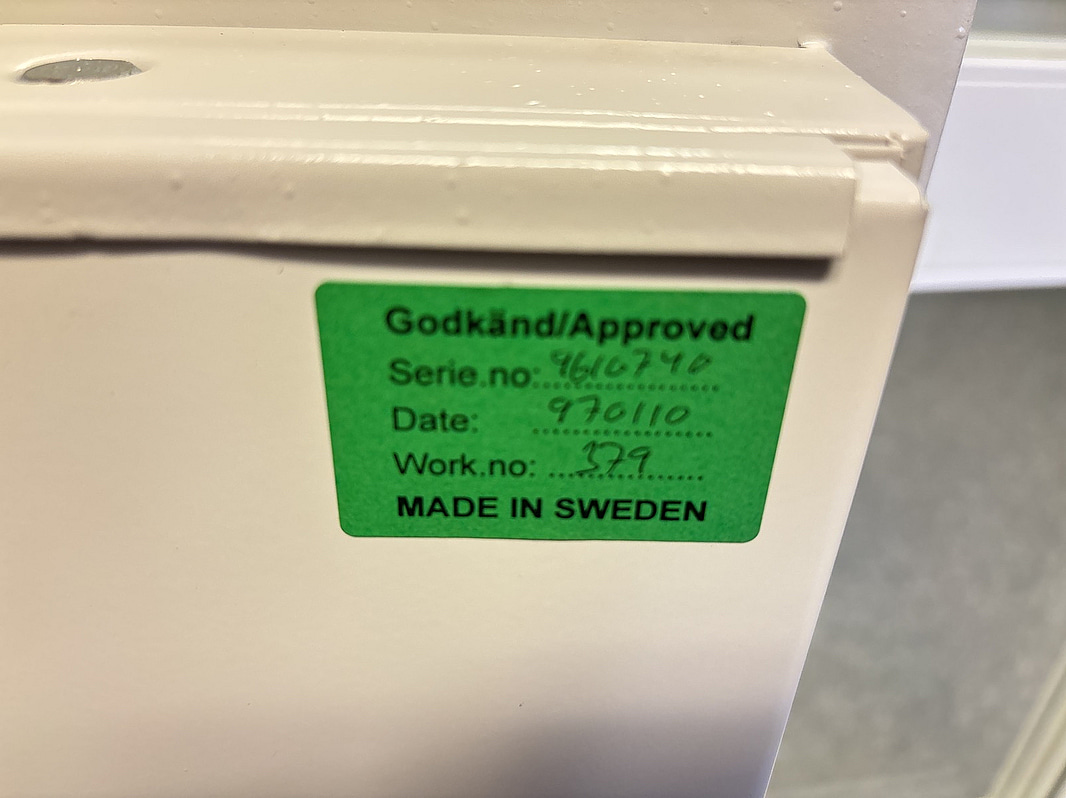 Godkänd/Approved
Serie.no: 9610740
Date: 970110
Work.no: 379
MADE IN SWEDEN